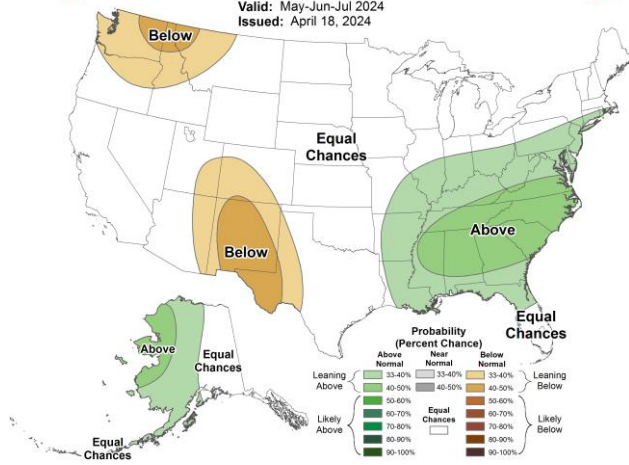 Valid: May-Jun-Jul 2024
Issued: April 18, 2024
Below
Equal
Chances
Below
Above
Equal
Chances
Above
Equal
Chances
Equal
Chances
Probability
(Percent Chance)
Above
Normal
Near
Normal
Below
Normal
Leaning
Above
33-40%
33-40%
33-40%
Leaning
Below
40-50%
40-50%
40-50%
Likely
Above
50-60%
50-60%
Likely
Below
60-70%
60-70%
70-80%
Equal
Chances
70-80%
80-90%
80-90%
90-100%
90-100%